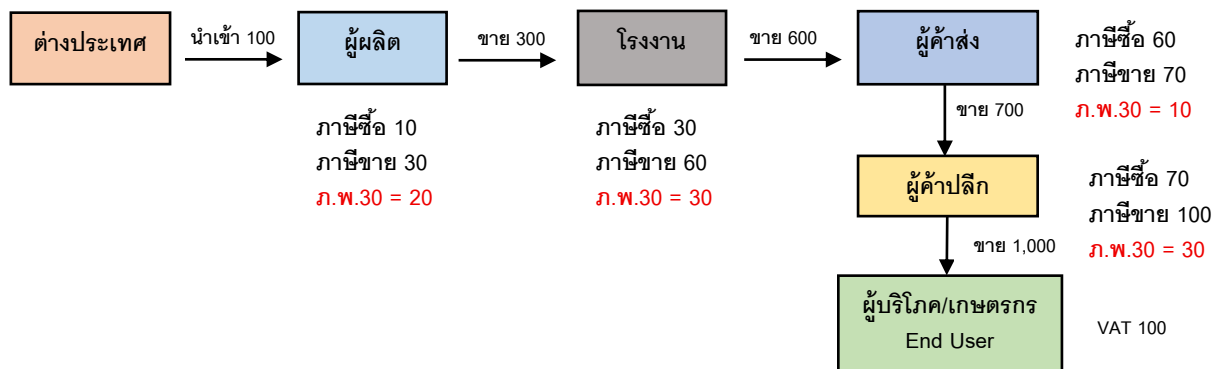 ต่างประเทศ
นำเข้า 100
ผู้ผลิต
ขาย 300
โรงงาน
ขาย 600
ผู้ค้าส่ง
ภาษีซื้อ 60
ภาษีขาย 70
ภ.พ.30 = 10
ภาษีซื้อ 10
ภาษีขาย 30
ภ.พ.30 = 20
ภาษีซื้อ 30
ภาษีขาย 60
ภ.พ.30 = 30
ขาย 700
ผู้ค้าปลีก
ภาษีซื้อ 70
ภาษีขาย 100
ภ.พ.30 = 30
ขาย 1,000
ผู้บริโภค/เกษตรกร
End User
VAT 100